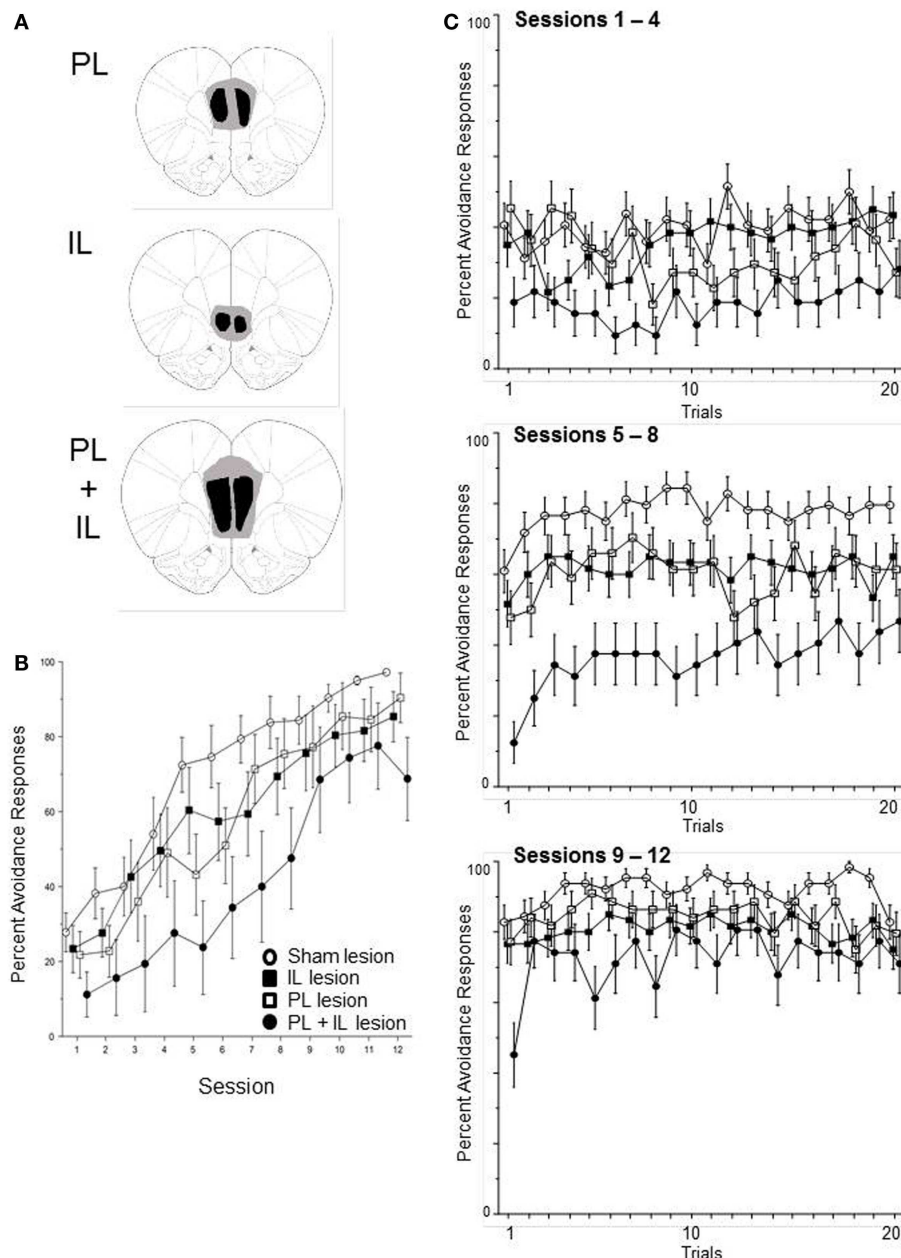 A
PL
IL
PL
+
IL
B
100
80
60
40
20
0
Percent Avoidance Responses
1 2 3 4 5 6 7 8 9 10 11 12
Session
Sham lesion
IL lesion
PL lesion
PL + IL lesion
C
Sessions 1 – 4
100
0
Percent Avoidance Responses
1 10 20
Trials
Sessions 5 – 8
100
0
Percent Avoidance Responses
1 10 20
Trials
Sessions 9 – 12
100
0
Percent Avoidance Responses
1 10 20
Trials